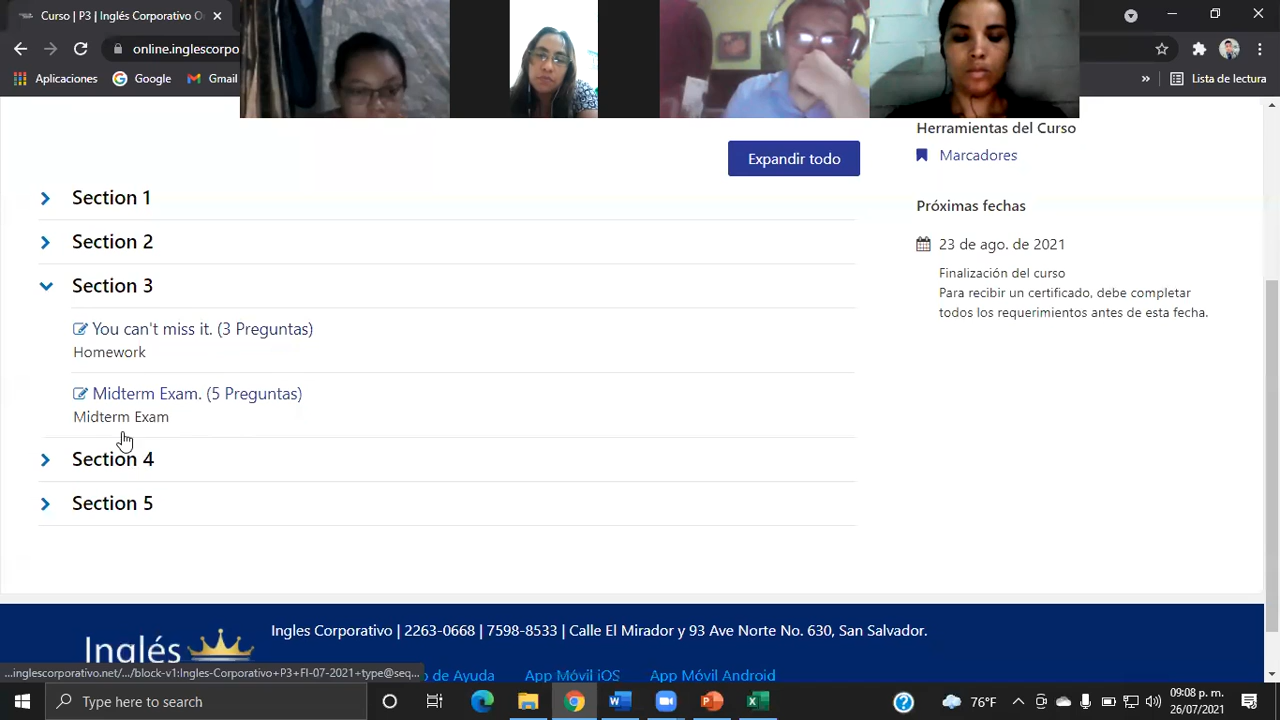 Curso | P3 | Inglés Corporativo O
online.inglescorpo
Aplicaciones
Google
Gmail
»
Lista de lectura
Herramientas del Curso
Marcadores
Expandir todo
Próximas fechas
23 de ago. de 2021
Finalización del curso
Para recibir un certificado, debe completar
todos los requerimientos antes de esta fecha.
Section 1
Section 2
Section 3
You can't miss it. (3 Preguntas)
Homework
Midterm Exam. (5 Preguntas)
Midterm Exam
Section 4
Section 5
Inglés
Ingles Corporativo | 2263-0668 | 7598-8533 | Calle El Mirador y 93 Ave Norte No. 630, San Salvador.
...inglescorporativo.net/.../block-v1:Ingles-Corporativo+P3+FI-07-2021+type@seq...
o de Ayuda
App Móvil iOS
App Móvil Android
Type here to search
76°F
09:08 p. m.
26/07/2021